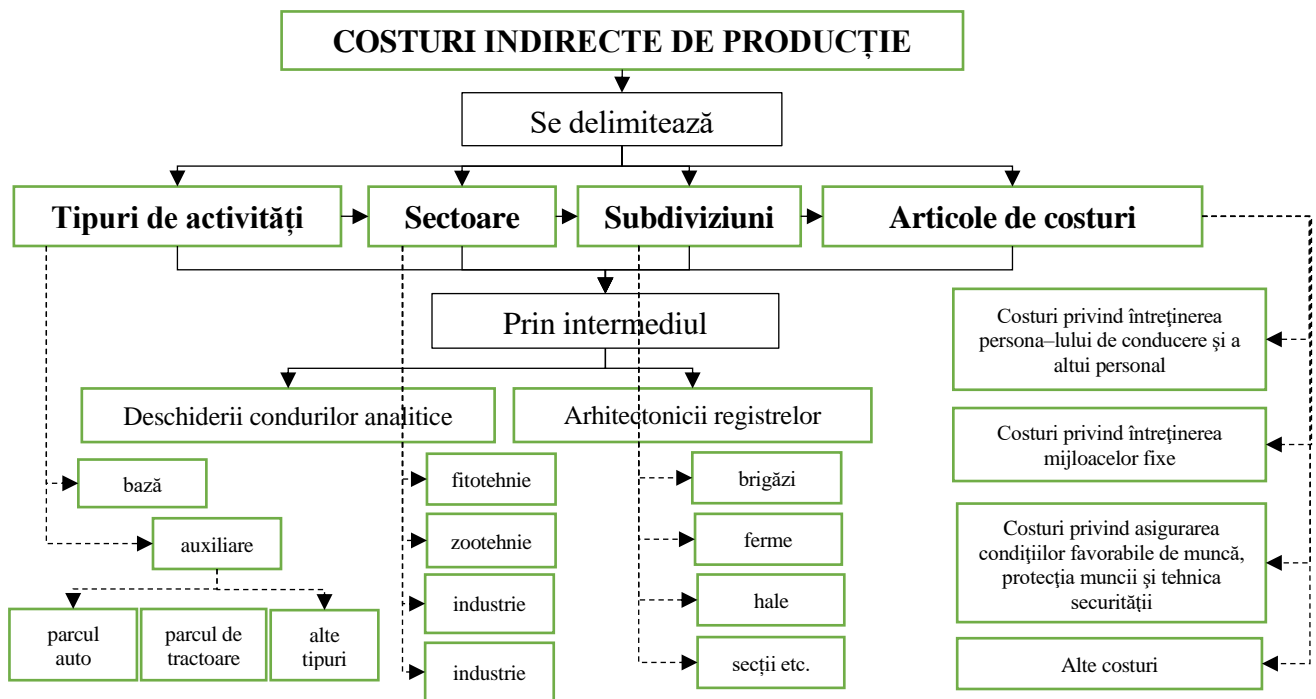 COSTURI INDIRECTE DE PRODUCȚIE
Se delimitează
Tipuri de activități
Sectoare
Subdiviziuni
Articole de costuri
Prin intermediul
Deschiderii condurilor analitice
Arhitectonicii registrelor
bază
auxiliare
parcul
auto
parcul de
tractoare
alte
tipuri
fitotehnie
zootehnie
industrie
industrie
brigăzi
ferme
hale
secții etc.
Costuri privind întreţinerea
persona–lului de conducere şi a
altui personal
Costuri privind întreţinerea
mijloacelor fixe
Costuri privind asigurarea
condiţiilor favorabile de muncă,
protecţia muncii şi tehnica
securităţii
Alte costuri